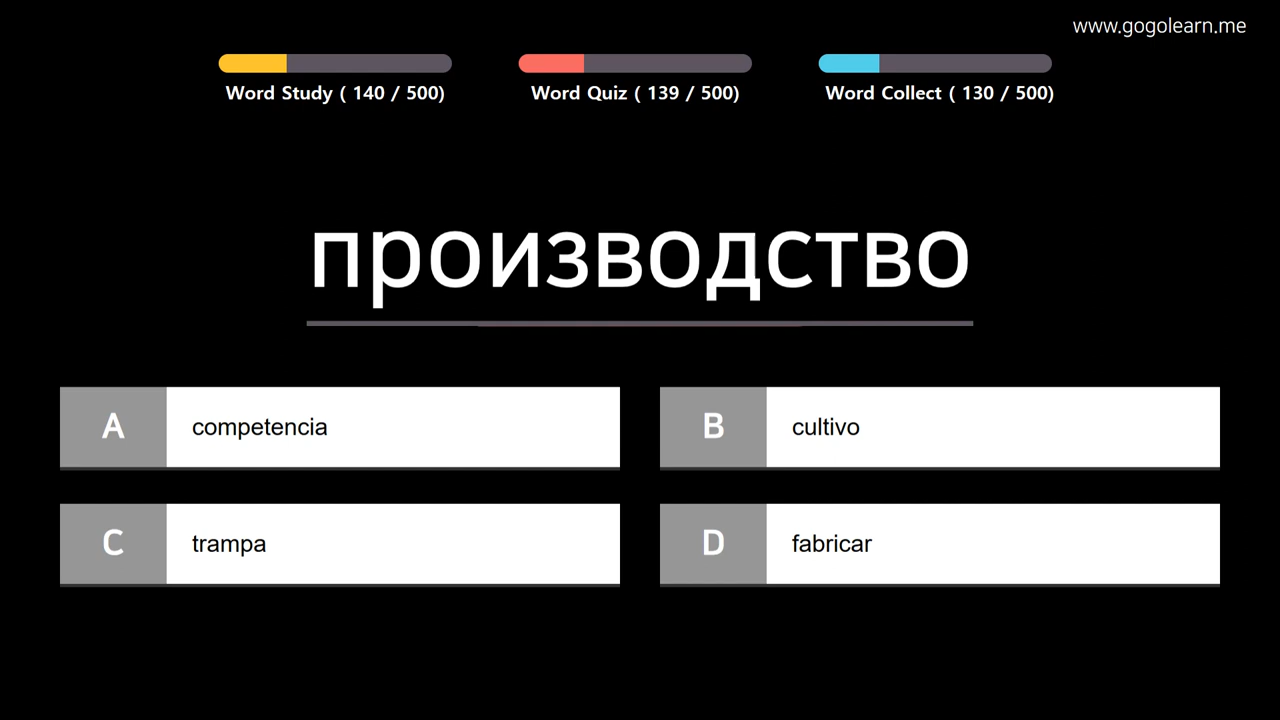 www.gogolearn.me
Word Study ( 140 / 500)
Word Quiz ( 139 / 500)
Word Collect ( 130 / 500)
производство
A
competencia
B
cultivo
C
trampa
D
fabricar